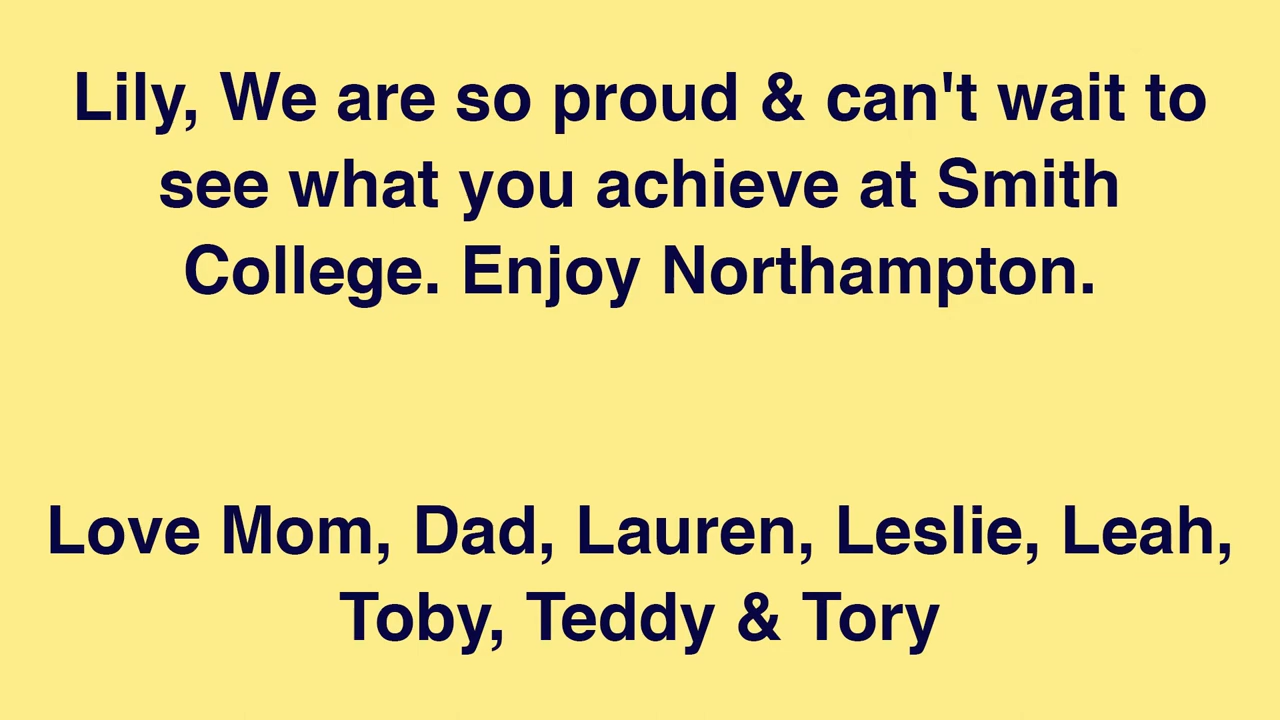 Lily, We are so proud & can't wait to
see what you achieve at Smith
College. Enjoy Northampton.
Love Mom, Dad, Lauren, Leslie, Leah,
Toby, Teddy & Tory